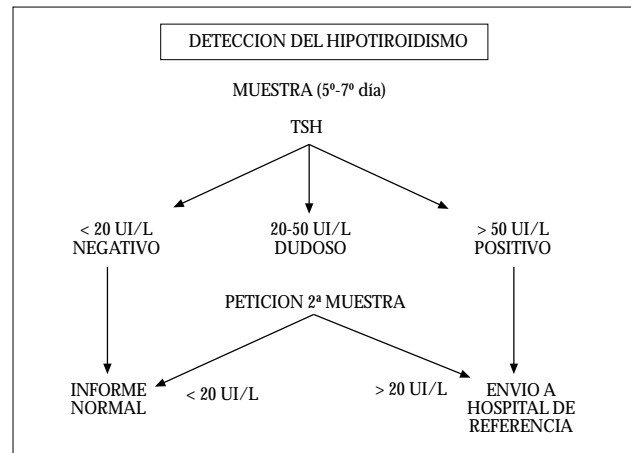 DETECCION DEL HIPOTIROIDISMO
MUESTRA (5º-7º día)
TSH
< 20 UI/L
NEGATIVO
20-50 UI/L
DUDOSO
> 50 UI/L
POSITIVO
PETICION 2ª MUESTRA
INFORME
NORMAL
< 20 UI/L
> 20 UI/L
ENVIO A
HOSPITAL DE
REFERENCIA